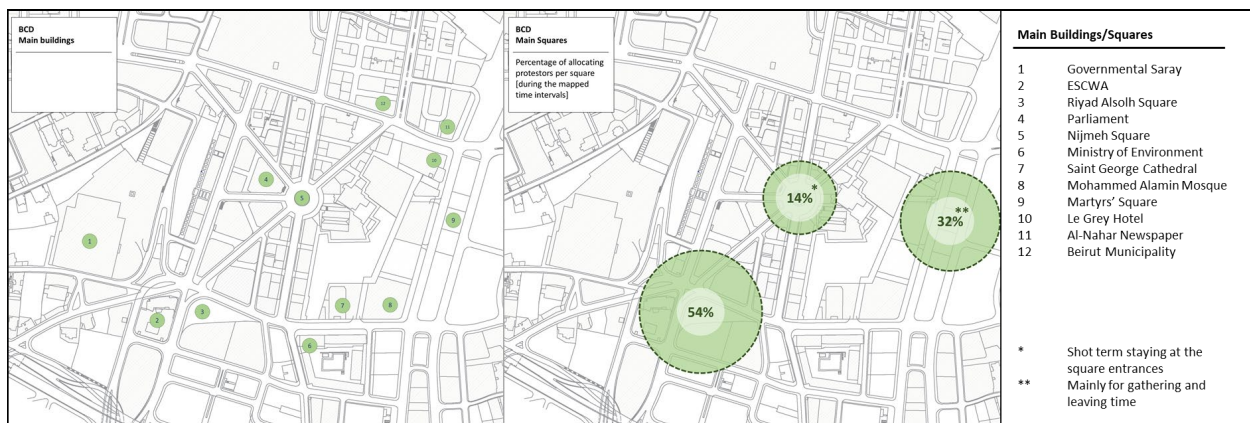 BCD
Main buildings
12
11
10
4
5
9
1
7
8
3
2
6
BCD
Main Squares
Percentage of allocating
protestors per square
[during the mapped
time intervals]
14%*
32%**
54%
Main Buildings/Squares
1 Governmental Saray
2 ESCWA
3 Riyad Alsolh Square
4 Parliament
5 Nijmeh Square
6 Ministry of Environment
7 Saint George Cathedral
8 Mohammed Alamin Mosque
9 Martyrs' Square
10 Le Grey Hotel
11 Al-Nahar Newspaper
12 Beirut Municipality
* Shot term staying at the
square entrances
** Mainly for gathering and
leaving time